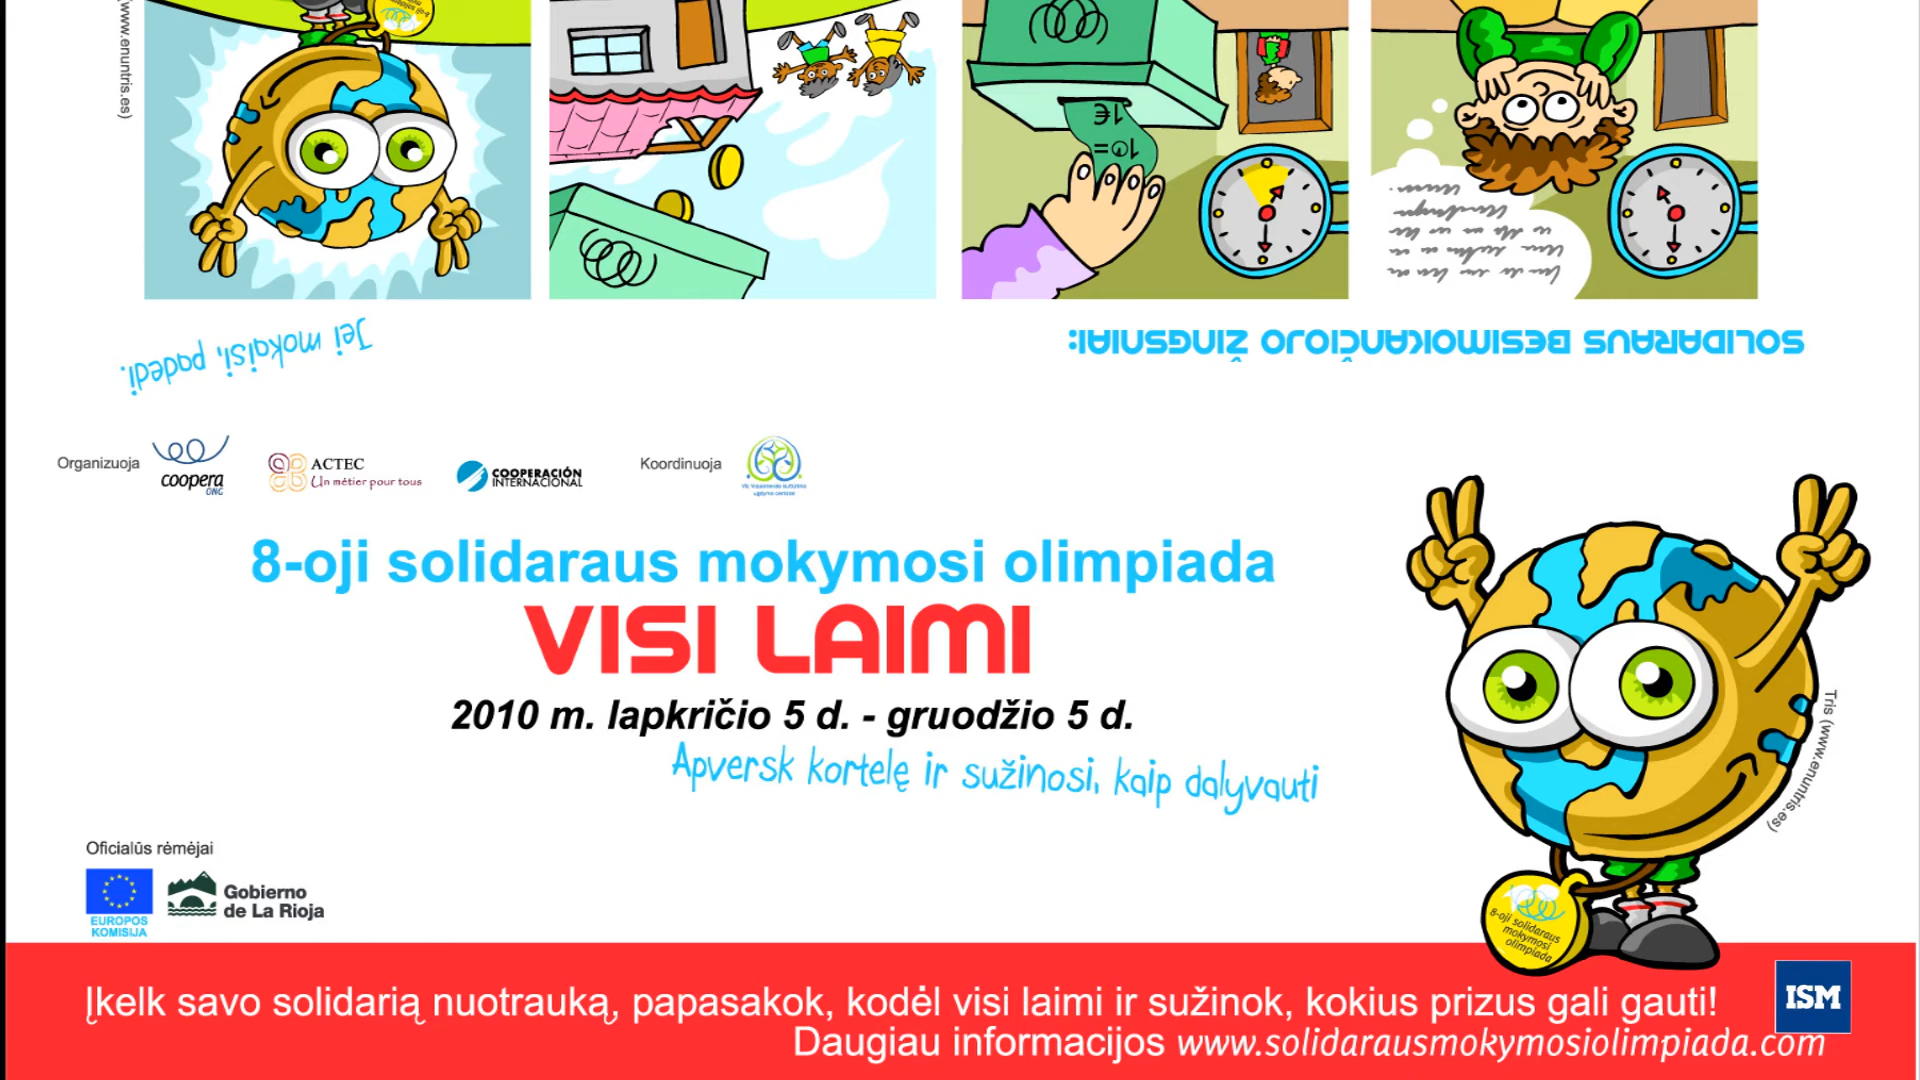 (www.enuntris.es)
1€
10'=
Jei mokaisi, padedi.
SOLIDARAUS BESIMOKANČIOJO ŽINGSNIAI:
Organizuoja
coopera
ONG
ACTEC
Un métier pour tous
COOPERACIÓN
INTERNACIONAL
Koordinuoja
8-oji solidaraus mokymosi olimpiada
VISI LAIMI
2010 m. lapkričio 5 d. - gruodžio 5 d.
Apversk kortelę ir sužinosi, kaip dalyvauti
Tris (www.enuntris.es)
Oficialūs rėmėjai
EUROPOS
KOMISIJA
Gobierno
de La Rioja
8-oji solidaraus
mokymosi
olimpiada
Įkelk savo solidarią nuotrauką, papasakok, kodėl visi laimi ir sužinok, kokius prizus gali gauti!
ISM
Daugiau informacijos www.solidarausmokymosiolimpiada.com